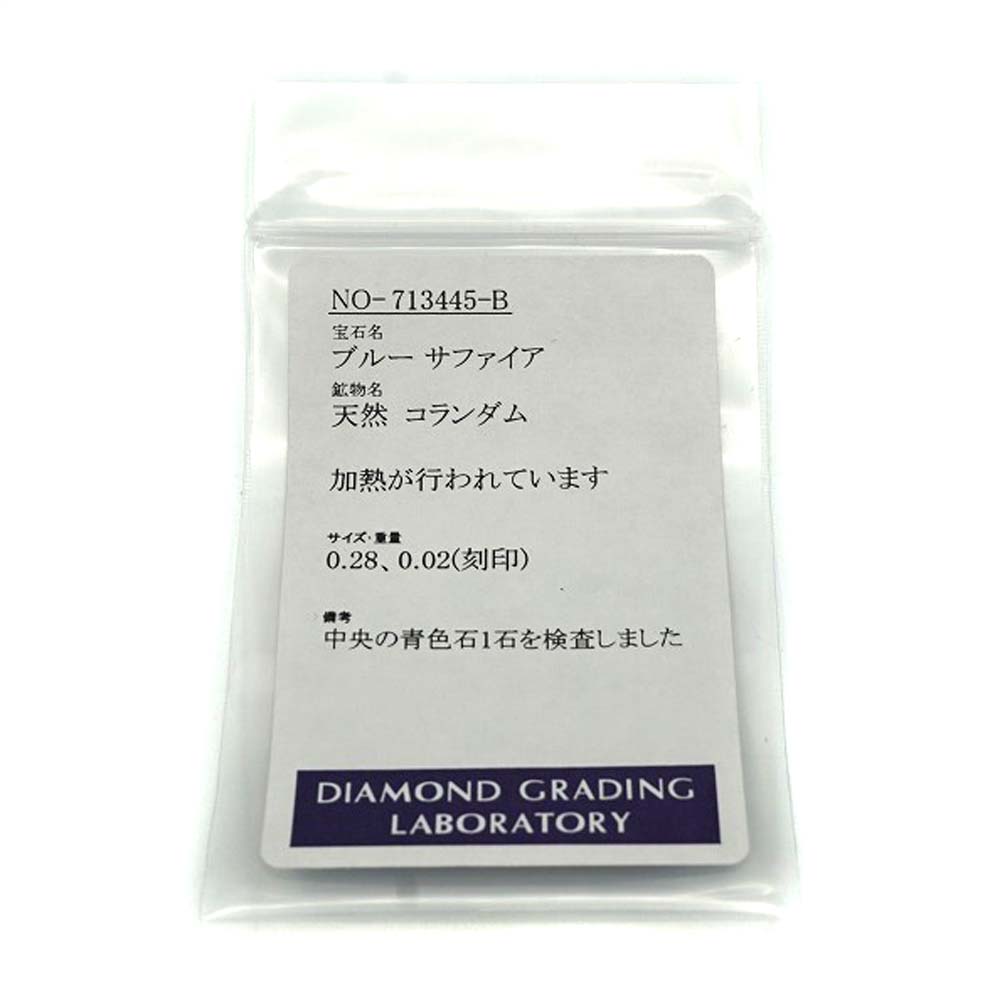 NO-713445-B
宝石名
ブルー サファイア
鉱物名
天然 コランダム
加熱が行われています
サイズ・重量
0.28、0.02(刻印)
備考
中央の青色石1石を検査しました
DIAMOND GRADING
LABORATORY